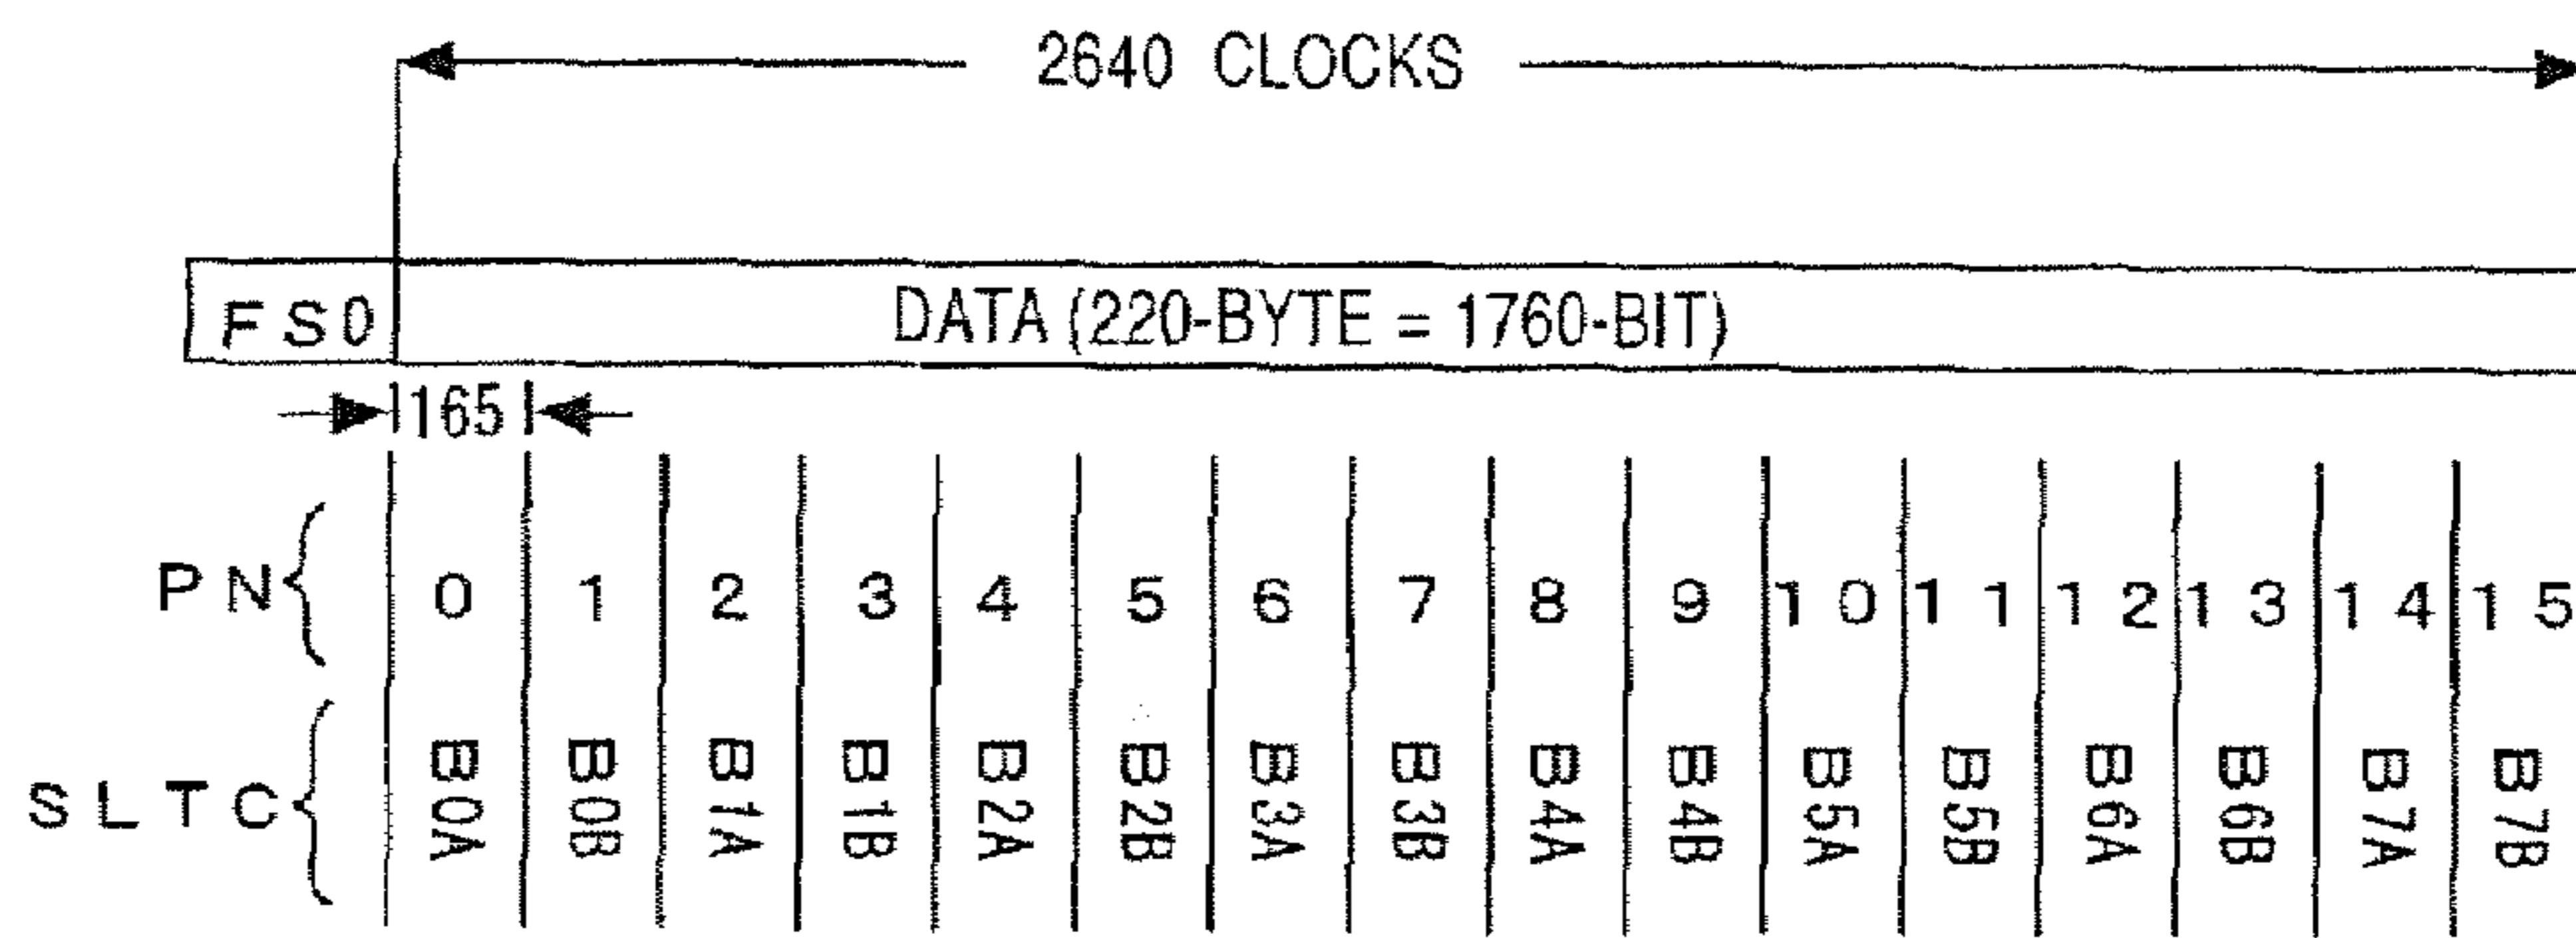 2640 CLOCKS
FS0 DATA (220-BYTE = 1760-BIT)
165
PN 0 1 2 3 4 5 6 7 8 9 10 11 12 13 14 15
SLTC B0A B0B B1A B1B B2A B2B B3A B3B B4A B4B B5A B5B B6A B6B B7A B7B